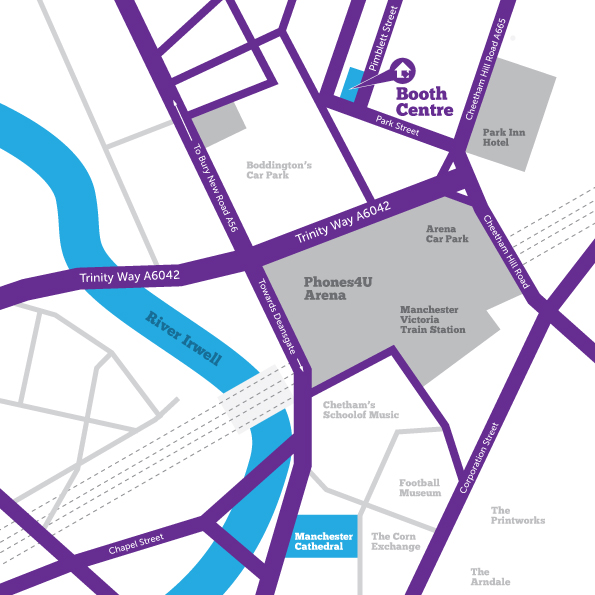 Pimblett Street
Cheetham Hill Road A665
Booth
Centre
Park Street
Park Inn
Hotel
To Bury New Road A56
Boddington's
Car Park
Trinity Way A6042
Arena
Car Park
Cheetham Hill Road
Trinity Way A6042
Phones4U
Arena
Towards Deansgate
Manchester
Victoria
Train Station
River Irwell
Chetham's
Schoolof Music
Corporation Street
Football
Museum
The
Printworks
Manchester
Cathedral
The Corn
Exchange
Chapel Street
The
Arndale